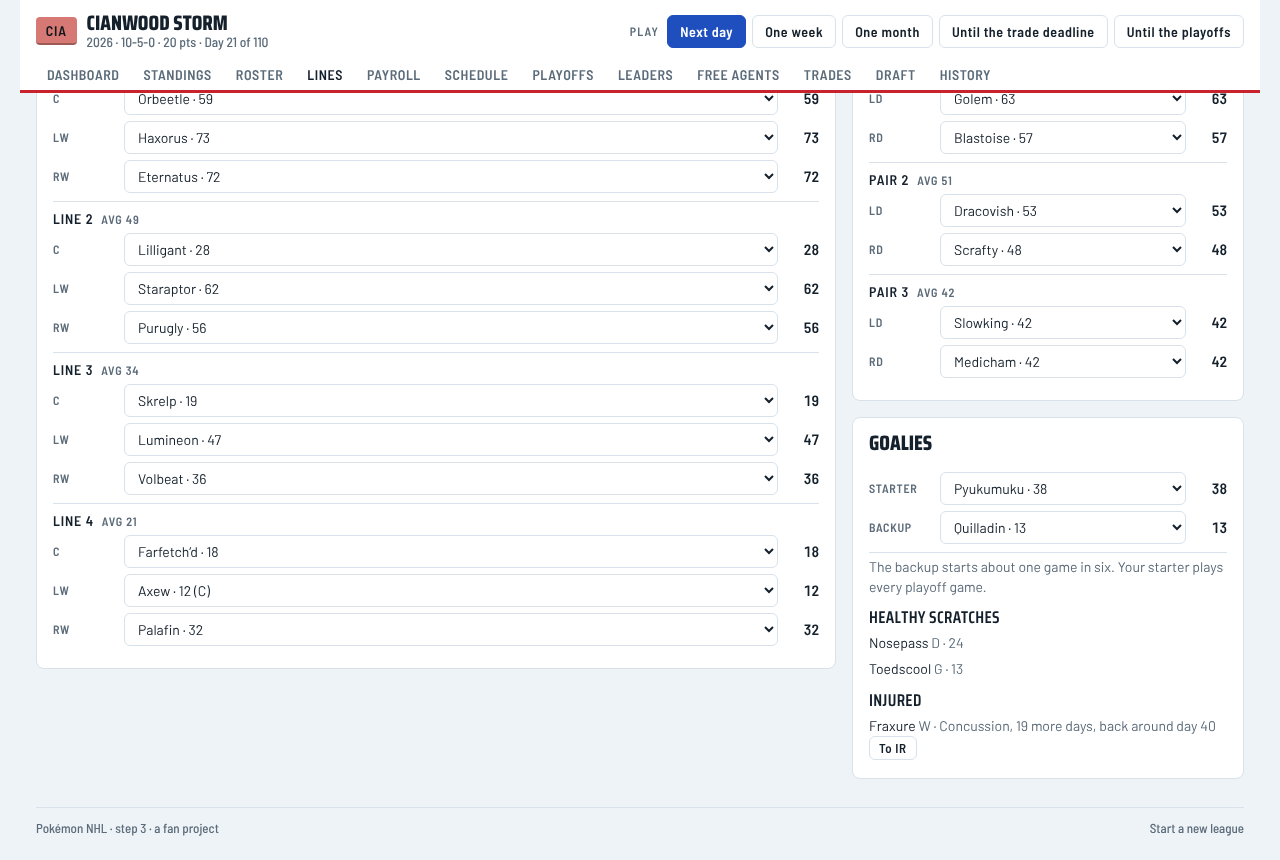 CIA
CIANWOOD STORM
2026 · 10-5-0 · 20 pts · Day 21 of 110
PLAY
Next day
One week
One month
Until the trade deadline
Until the playoffs
DASHBOARD
STANDINGS
ROSTER
LINES
PAYROLL
SCHEDULE
PLAYOFFS
LEADERS
FREE AGENTS
TRADES
DRAFT
HISTORY
C Orbeetle · 59 59
LW Haxorus · 73 73
RW Eternatus · 72 72
LINE 2 AVG 49
C Lilligant · 28 28
LW Staraptor · 62 62
RW Purugly · 56 56
LINE 3 AVG 34
C Skrelp · 19 19
LW Lumineon · 47 47
RW Volbeat · 36 36
LINE 4 AVG 21
C Farfetch'd · 18 18
LW Axew · 12 (C) 12
RW Palafin · 32 32
LD Golem · 63 63
RD Blastoise · 57 57
PAIR 2 AVG 51
LD Dracovish · 53 53
RD Scrafty · 48 48
PAIR 3 AVG 42
LD Slowking · 42 42
RD Medicham · 42 42
GOALIES
STARTER Pyukumuku · 38 38
BACKUP Quilladin · 13 13
The backup starts about one game in six. Your starter plays
every playoff game.
HEALTHY SCRATCHES
Nosepass D · 24
Toedscool G · 13
INJURED
Fraxure W · Concussion, 19 more days, back around day 40
To IR
Pokémon NHL · step 3 · a fan project
Start a new league